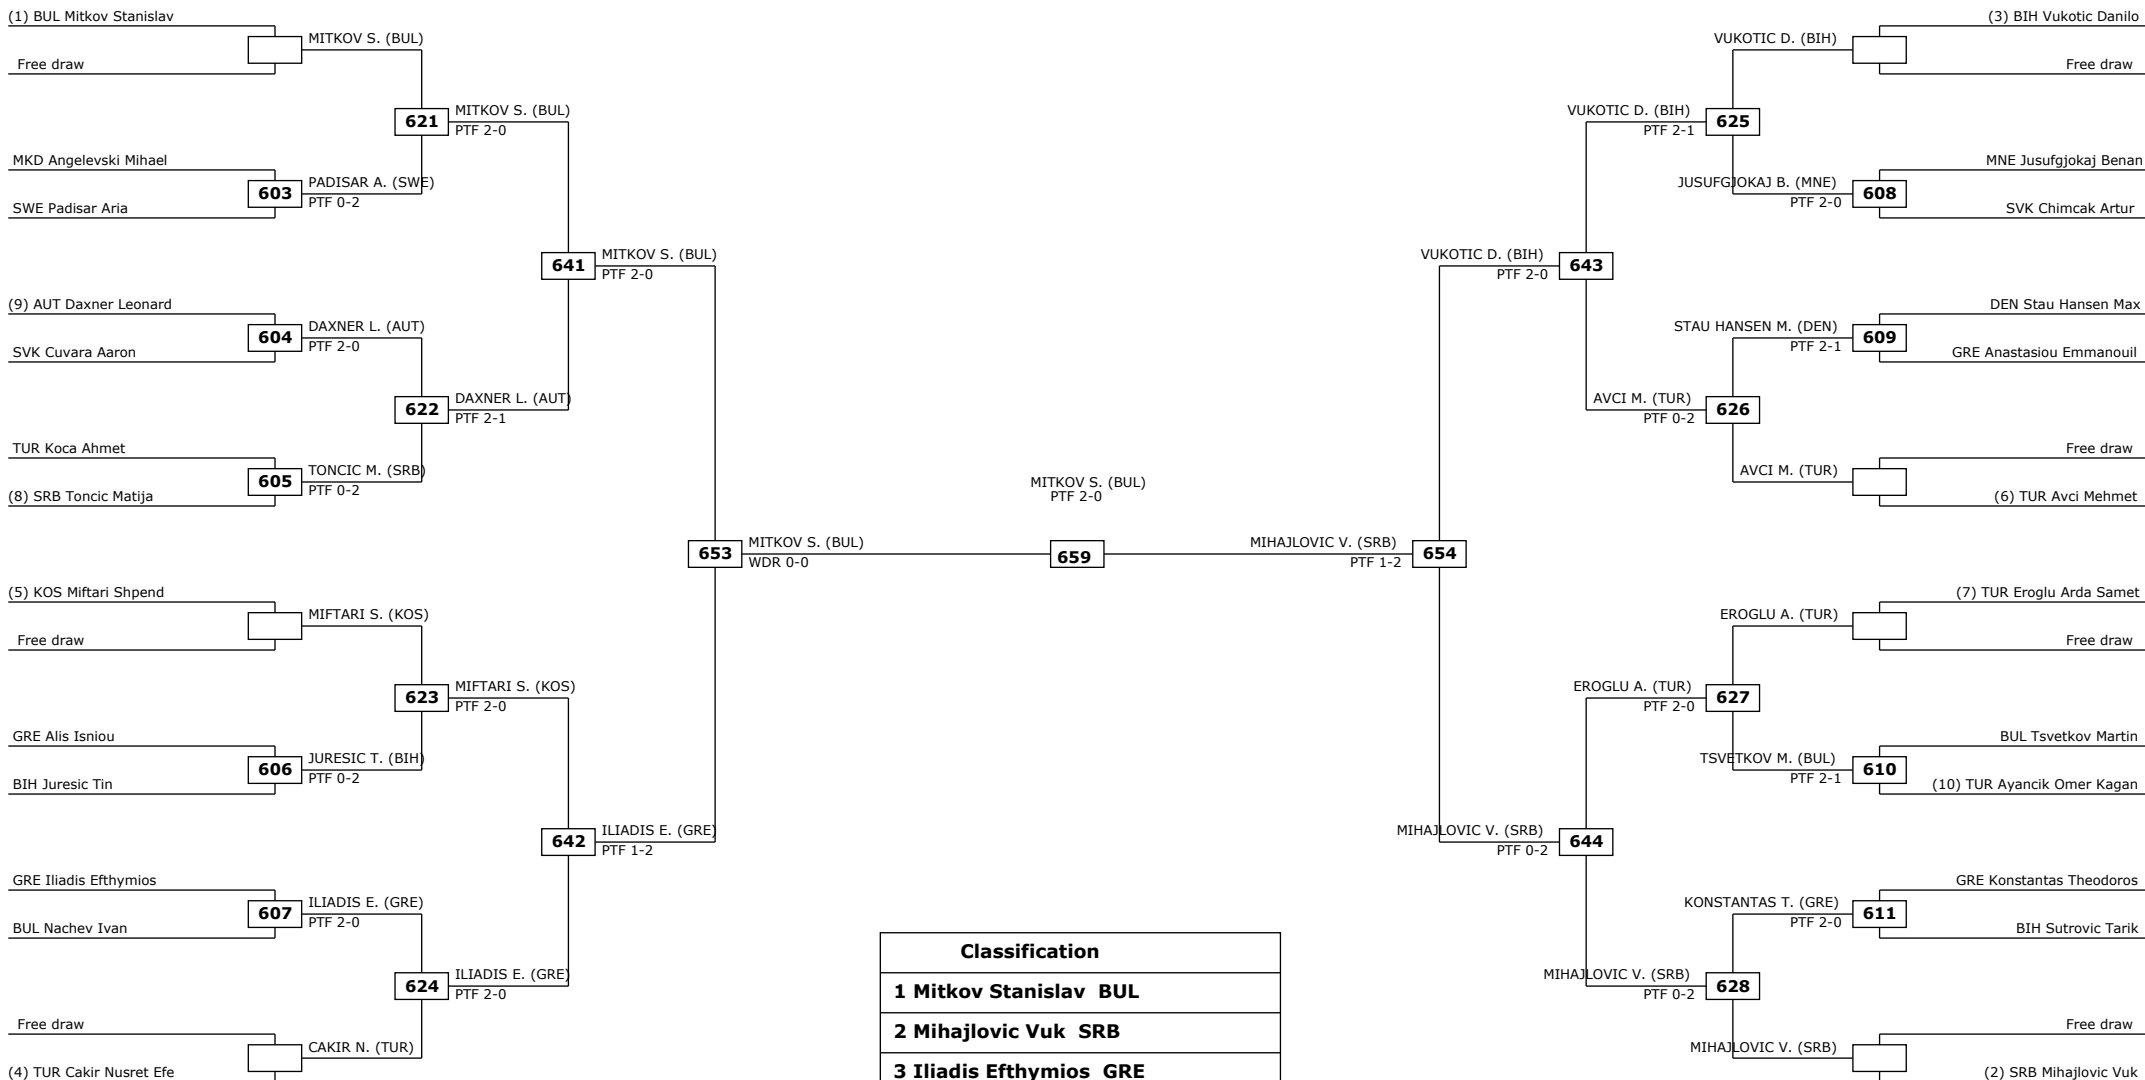 (1) BUL Mitkov Stanislav
MITKOV S. (BUL)
Free draw
621
MITKOV S. (BUL)
PTF 2-0
MKD Angelevski Mihael
603
PADISAR A. (SWE)
PTF 0-2
SWE Padisar Aria
641
MITKOV S. (BUL)
PTF 2-0
(9) AUT Daxner Leonard
604
DAXNER L. (AUT)
PTF 2-0
SVK Cuvara Aaron
622
DAXNER L. (AUT)
PTF 2-1
TUR Koca Ahmet
605
TONCIC M. (SRB)
PTF 0-2
(8) SRB Toncic Matija
653
MITKOV S. (BUL)
WDR 0-0
(5) KOS Miftari Shpend
MIFTARI S. (KOS)
Free draw
623
MIFTARI S. (KOS)
PTF 2-0
GRE Alis Isniou
606
JURESIC T. (BIH)
PTF 0-2
BIH Juresic Tin
642
ILIADIS E. (GRE)
PTF 1-2
GRE Iliadis Efthymios
607
ILIADIS E. (GRE)
PTF 2-0
BUL Nachev Ivan
624
ILIADIS E. (GRE)
PTF 2-0
Free draw
CAKIR N. (TUR)
(4) TUR Cakir Nusret Efe
MITKOV S. (BUL)
PTF 2-0
659
(3) BIH Vukotic Danilo
VUKOTIC D. (BIH)
Free draw
VUKOTIC D. (BIH)
PTF 2-1
625
MNE Jusufgjokaj Benan
JUSUFGJOKAJ B. (MNE)
PTF 2-0
608
SVK Chimcak Artur
VUKOTIC D. (BIH)
PTF 2-0
643
DEN Stau Hansen Max
STAU HANSEN M. (DEN)
PTF 2-1
609
GRE Anastasiou Emmanouil
AVCI M. (TUR)
PTF 0-2
626
Free draw
AVCI M. (TUR)
(6) TUR Avci Mehmet
MIHAJLOVIC V. (SRB)
PTF 1-2
654
(7) TUR Eroglu Arda Samet
EROGLU A. (TUR)
Free draw
EROGLU A. (TUR)
PTF 2-0
627
BUL Tsvetkov Martin
TSVETKOV M. (BUL)
PTF 2-1
610
(10) TUR Ayancik Omer Kagan
MIHAJLOVIC V. (SRB)
PTF 0-2
644
GRE Konstantas Theodoros
KONSTANTAS T. (GRE)
PTF 2-0
611
BIH Sutrovic Tarik
MIHAJLOVIC V. (SRB)
PTF 0-2
628
Free draw
MIHAJLOVIC V. (SRB)
(2) SRB Mihajlovic Vuk
Classification
1 Mitkov Stanislav BUL
2 Mihajlovic Vuk SRB
3 Iliadis Efthymios GRE